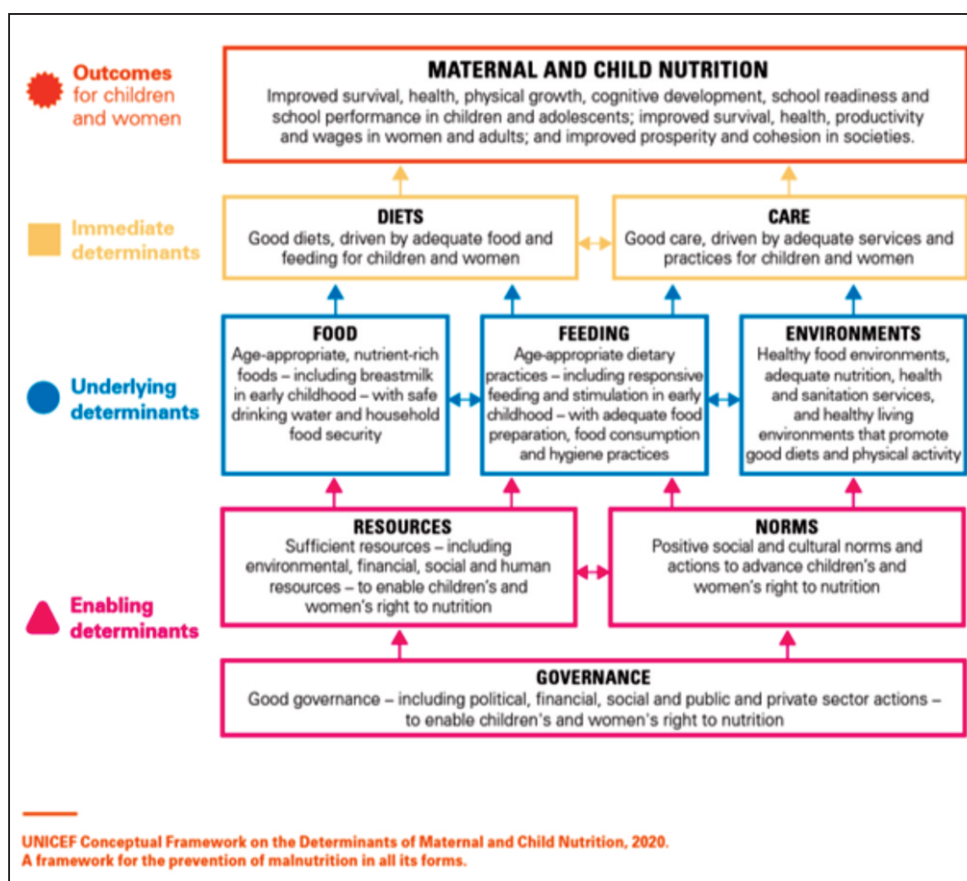 Outcomes
for children
and women
MATERNAL AND CHILD NUTRITION
Improved survival, health, physical growth, cognitive development, school readiness and
school performance in children and adolescents; improved survival, health, productivity
and wages in women and adults; and improved prosperity and cohesion in societies.
Immediate
determinants
DIETS
Good diets, driven by adequate food and
feeding for children and women
CARE
Good care, driven by adequate services and
practices for children and women
Underlying
determinants
FOOD
Age-appropriate, nutrient-rich
foods – including breastmilk
in early childhood – with safe
drinking water and household
food security
FEEDING
Age-appropriate dietary
practices – including responsive
feeding and stimulation in early
childhood – with adequate food
preparation, food consumption
and hygiene practices
ENVIRONMENTS
Healthy food environments,
adequate nutrition, health
and sanitation services,
and healthy living
environments that promote
good diets and physical activity
Enabling
determinants
RESOURCES
Sufficient resources – including
environmental, financial, social and human
resources – to enable children's and
women's right to nutrition
NORMS
Positive social and cultural norms and
actions to advance children's and
women's right to nutrition
GOVERNANCE
Good governance – including political, financial, social and public and private sector actions –
to enable children's and women's right to nutrition
UNICEF Conceptual Framework on the Determinants of Maternal and Child Nutrition, 2020.
A framework for the prevention of malnutrition in all its forms.